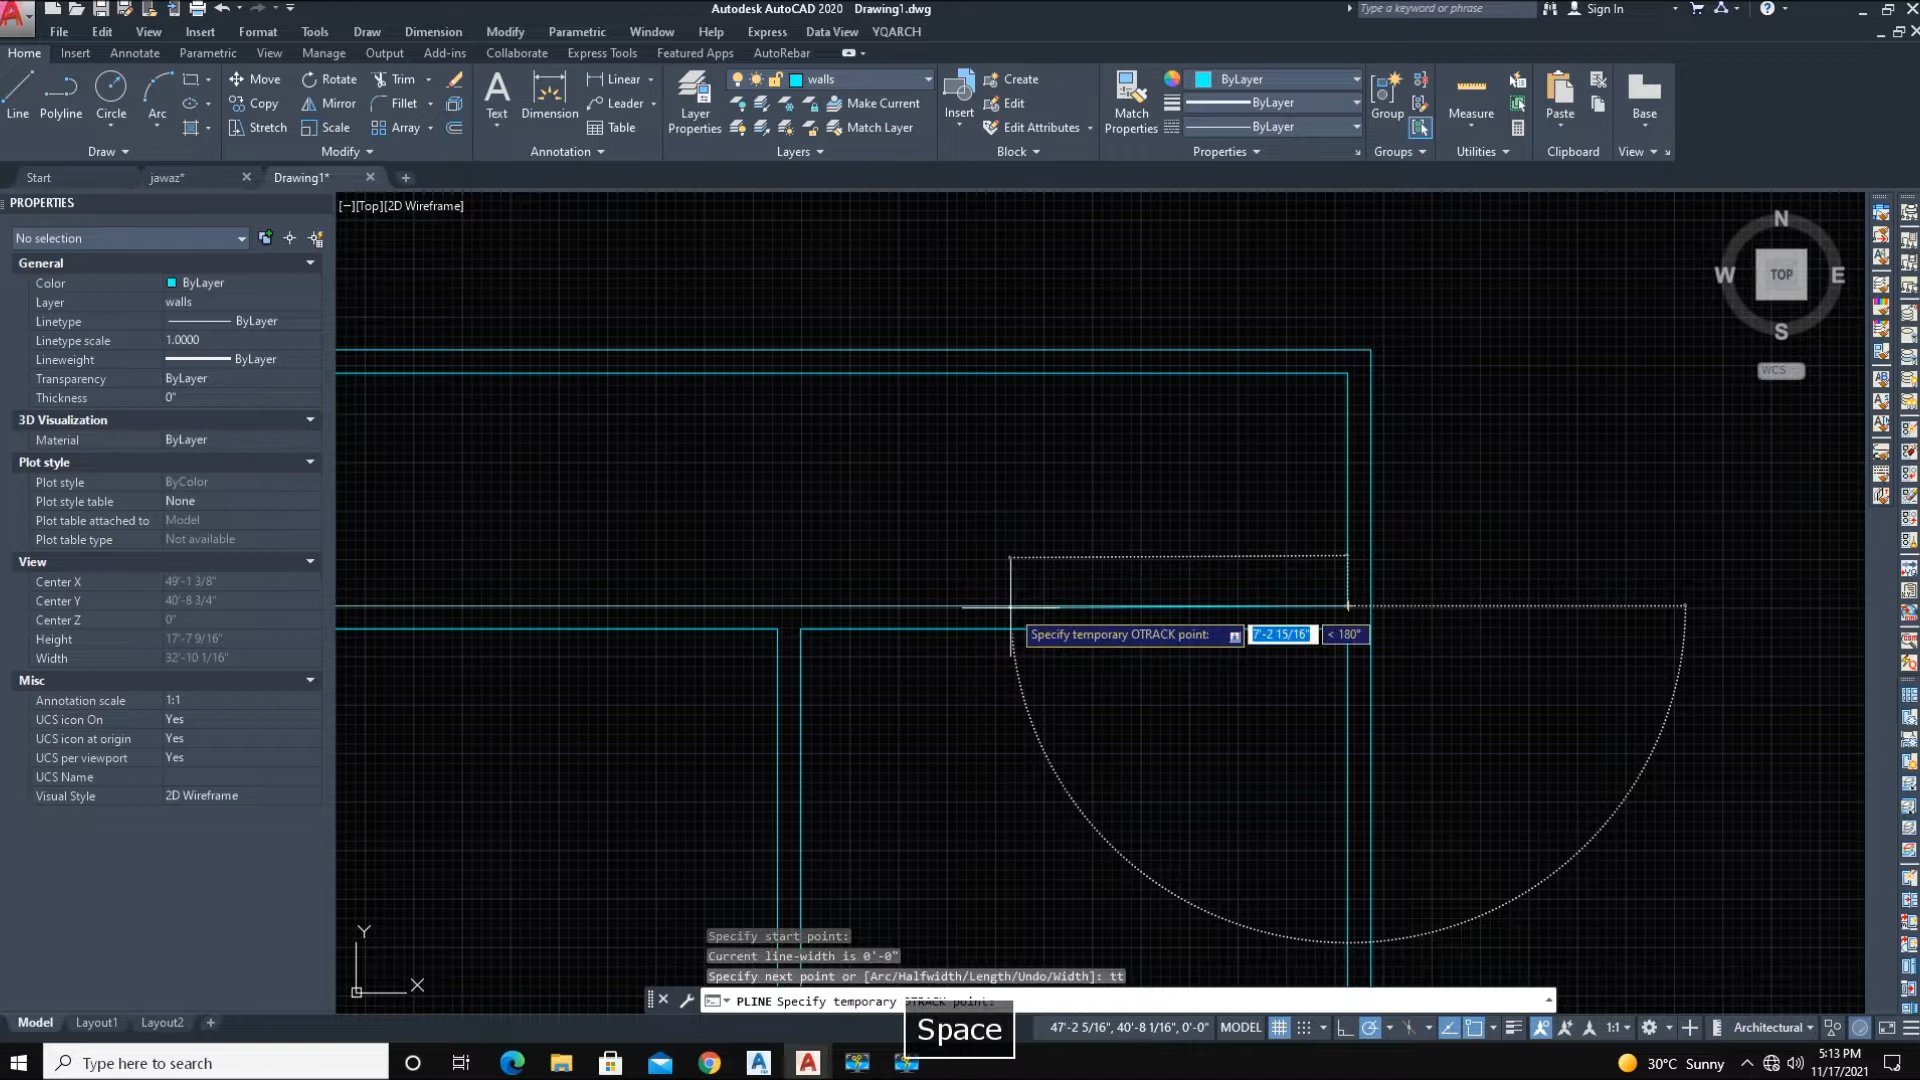 Autodesk AutoCAD 2020 Drawing1.dwg
Type a keyword or phrase
Sign In
File Edit View Insert Format Tools Draw Dimension Modify Parametric Window Help Express Data View YQARCH
Home Insert Annotate Parametric View Manage Output Add-ins Collaborate Express Tools Featured Apps AutoRebar
Line Polyline Circle Arc
Move Rotate Trim
Copy Mirror Fillet
Stretch Scale Array
Text Dimension
Linear
Leader
Table
Layer Properties
walls
Make Current
Match Layer
Insert
Create
Edit
Edit Attributes
Match Properties
ByLayer
ByLayer
ByLayer
Group
Measure
Paste
Base
Draw Modify Annotation Layers Block Properties Groups Utilities Clipboard View
Start jawaz* Drawing1*
PROPERTIES
No selection
General
Color ByLayer
Layer walls
Linetype ByLayer
Linetype scale 1.0000
Lineweight ByLayer
Transparency ByLayer
Thickness 0"
3D Visualization
Material ByLayer
Plot style
Plot style ByColor
Plot style table None
Plot table attached to Model
Plot table type Not available
View
Center X 49'-1 3/8"
Center Y 40'-8 3/4"
Center Z 0"
Height 17'-7 9/16"
Width 32'-10 1/16"
Misc
Annotation scale 1:1
UCS icon On Yes
UCS icon at origin Yes
UCS per viewport Yes
UCS Name
Visual Style 2D Wireframe
[−][Top][2D Wireframe]
N
W TOP E
S
WCS
Specify temporary OTRACK point: 7'-2 15/16" < 180°
Y
X
Specify start point:
Current line-width is 0'-0"
Specify next point or [Arc/Halfwidth/Length/Undo/Width]: tt
PLINE Specify temporary OTRACK point:
Space
Model Layout1 Layout2
47'-2 5/16", 40'-8 1/16", 0'-0" MODEL 1:1 Architectural
Type here to search
30°C Sunny
5:13 PM
11/17/2021